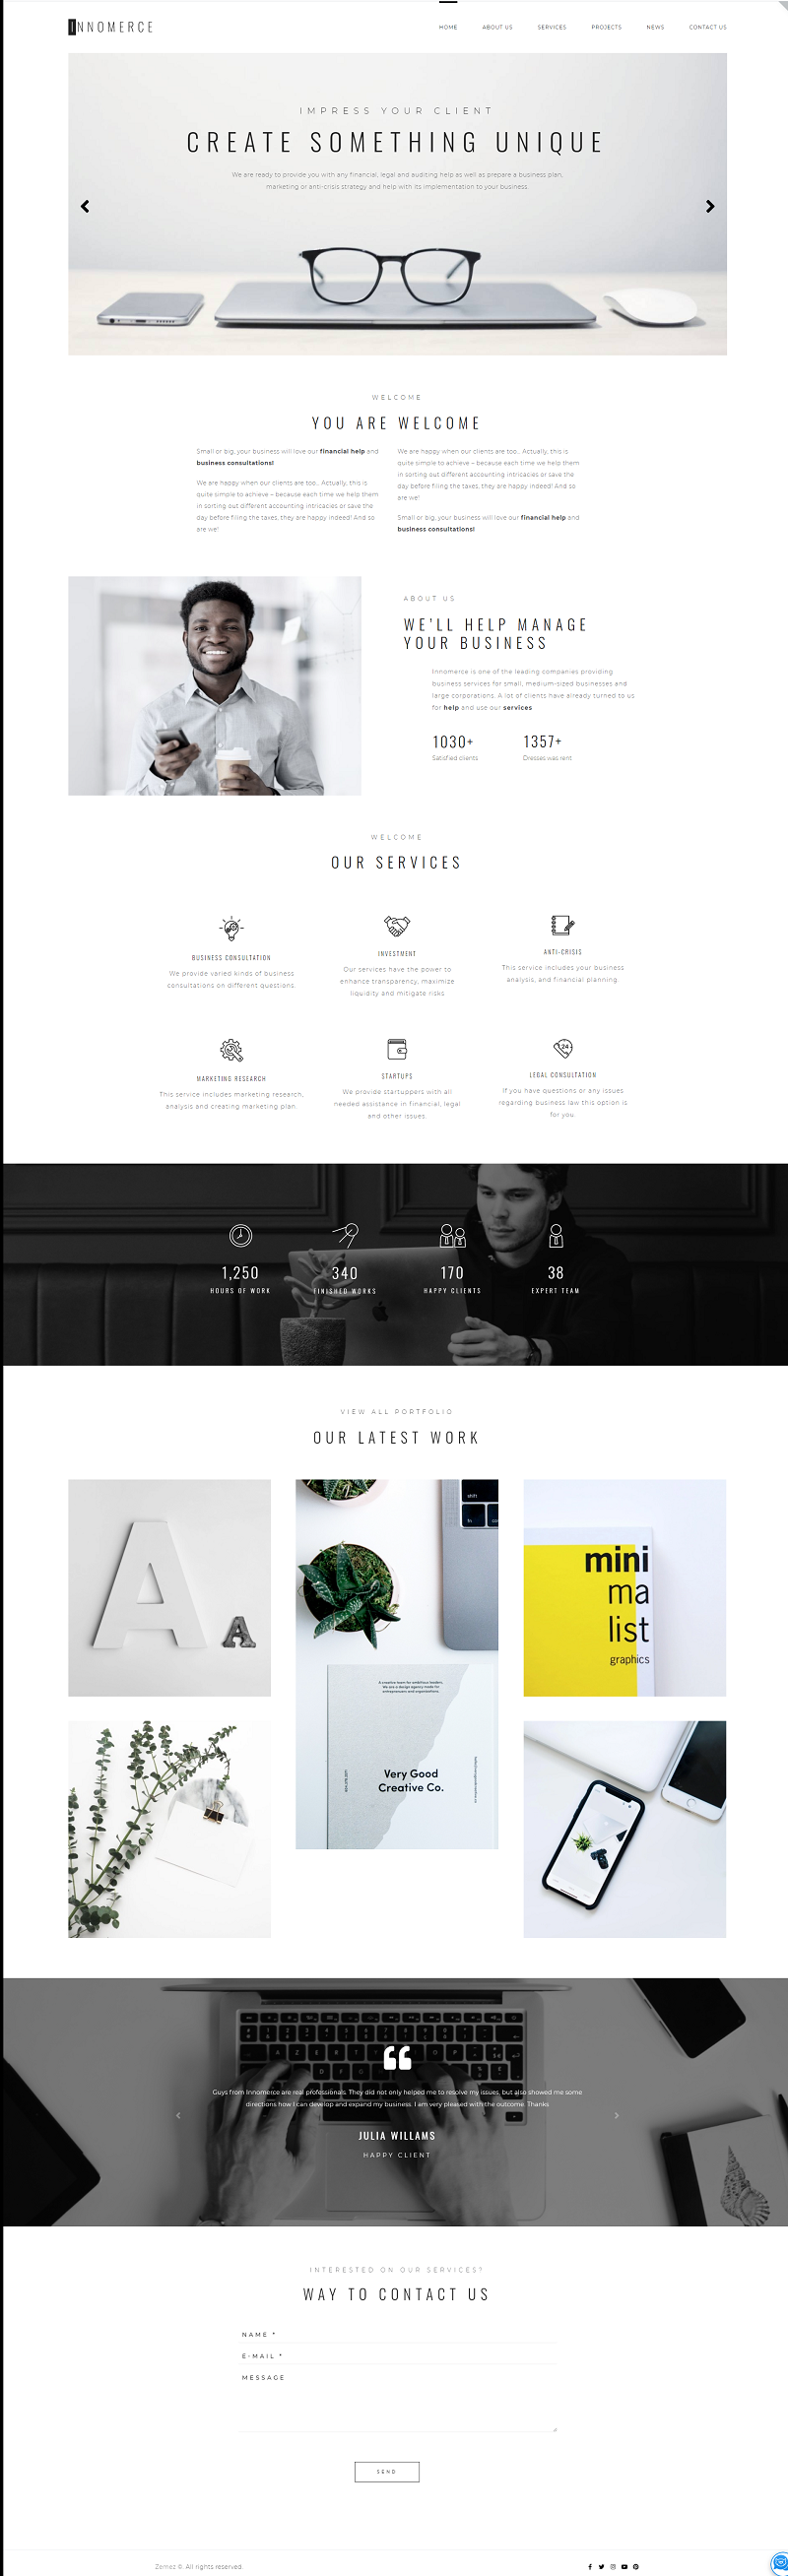 INNOMERCE
HOME ABOUT US SERVICES PROJECTS NEWS CONTACT US
IMPRESS YOUR CLIENT
CREATE SOMETHING UNIQUE
We are ready to provide you with any financial, legal and auditing help as well as prepare a business plan,
marketing or anti-crisis strategy and help with its implementation to your business.
WELCOME
YOU ARE WELCOME
Small or big, your business will love our financial help and
business consultations!
We are happy when our clients are too... Actually, this is
quite simple to achieve – because each time we help them
in sorting out different accounting intricacies or save the
day before filing the taxes, they are happy indeed! And so
are we!
We are happy when our clients are too... Actually, this is
quite simple to achieve – because each time we help them
in sorting out different accounting intricacies or save the
day before filing the taxes, they are happy indeed! And so
are we!
Small or big, your business will love our financial help and
business consultations!
ABOUT US
WE'LL HELP MANAGE
YOUR BUSINESS
Innomerce is one of the leading companies providing
business services for small, medium-sized businesses and
large corporations. A lot of clients have already turned to us
for help and use our services
1030+
Satisfied clients
1357+
Dresses was rent
WELCOME
OUR SERVICES
BUSINESS CONSULTATION
We provide varied kinds of business
consultations on different questions.
INVESTMENT
Our services have the power to
enhance transparency, maximize
liquidity and mitigate risks
ANTI-CRISIS
This service includes your business
analysis, and financial planning
MARKETING RESEARCH
This service includes marketing research,
analysis and creating marketing plan.
STARTUPS
We provide startuppers with all
needed assistance in financial, legal
and other issues.
24
LEGAL CONSULTATION
If you have questions or any issues
regarding business law this option is
for you.
1,250
HOURS OF WORK
340
FINISHED WORKS
170
HAPPY CLIENTS
38
EXPERT TEAM
VIEW ALL PORTFOLIO
OUR LATEST WORK
A A
shift
A creative team for ambitious leaders.
We are a design agency made for
entrepreneurs and organisations.
Very Good
Creative Co.
mini
ma
list
graphics
Guys from Innomerce are real professionals. They did not only helped me to resolve my issues, but also showed me some
directions how I can develop and expand my business. I am very pleased with the outcome. Thanks
JULIA WILLAMS
HAPPY CLIENT
INTERESTED ON OUR SERVICES?
WAY TO CONTACT US
NAME *
E-MAIL *
MESSAGE
SEND
Zemez ©. All rights reserved